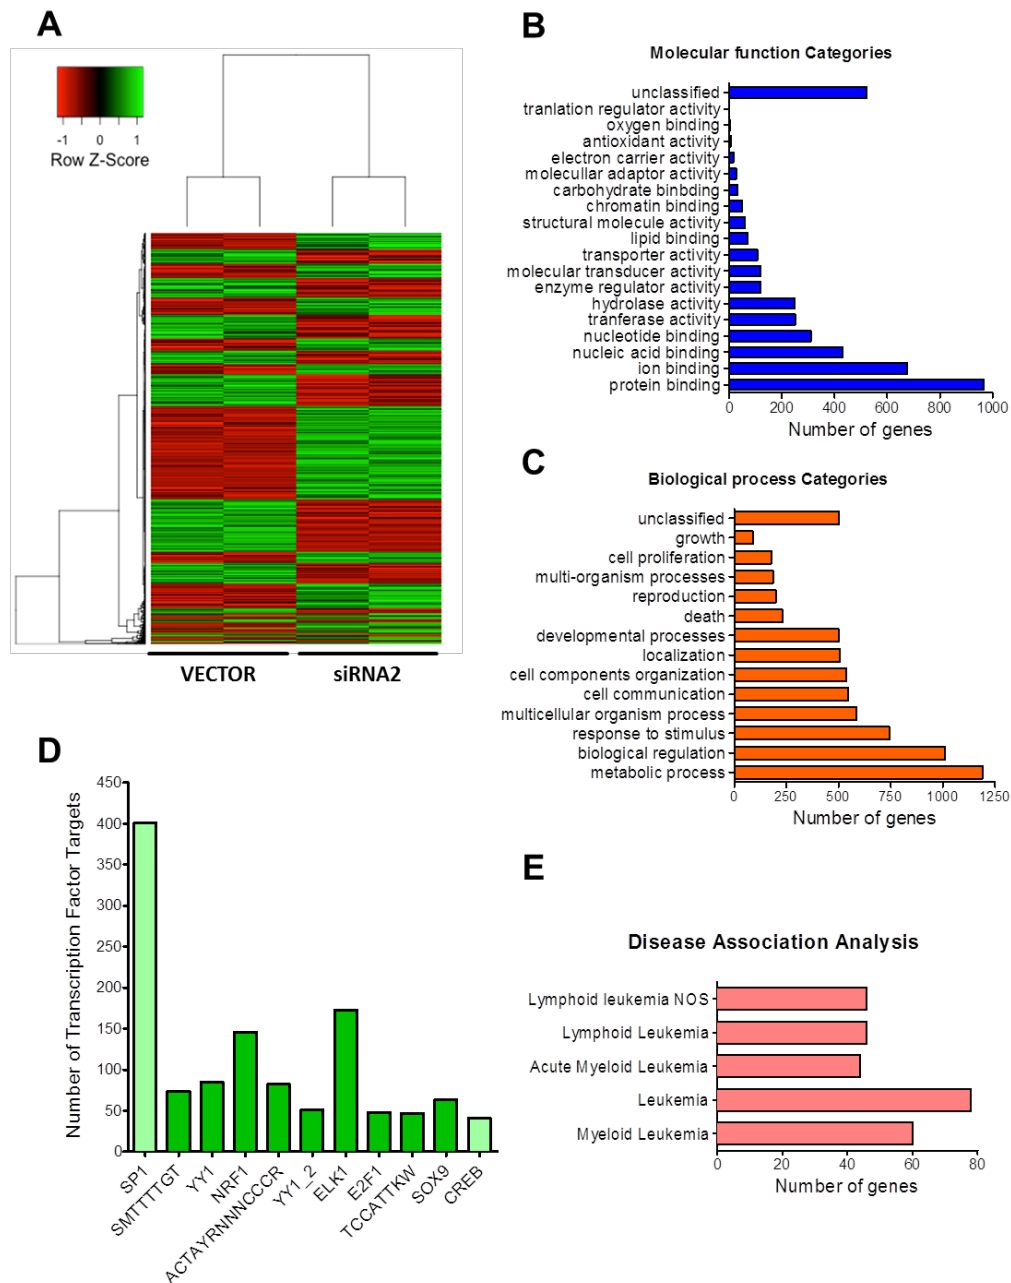 A
-1 0 1
Row Z-Score
VECTOR siRNA2
B
Molecular function Categories
unclassified
tranlation regulator activity
oxygen binding
antioxidant activity
electron carrier activity
molecullar adaptor activity
carbohydrate binbding
chromatin binding
structural molecule activity
lipid binding
transporter activity
molecular transducer activity
enzyme regulator activity
hydrolase activity
tranferase activity
nucleotide binding
nucleic acid binding
ion binding
protein binding
0 200 400 600 800 1000
Number of genes
C
Biological process Categories
unclassified
growth
cell proliferation
multi-organism processes
reproduction
death
developmental processes
localization
cell components organization
cell communication
multicellular organism process
response to stimulus
biological regulation
metabolic process
0 250 500 750 1000 1250
Number of genes
D
Number of Transcription Factor Targets
450
400
350
300
250
200
150
100
50
0
SP1
SMTTTTGT
YY1
NRF1
ACTAYRNNNCCCR
YY1_2
ELK1
E2F1
TCCATTKW
SOX9
CREB
E
Disease Association Analysis
Lymphoid leukemia NOS
Lymphoid Leukemia
Acute Myeloid Leukemia
Leukemia
Myeloid Leukemia
0 20 40 60 80
Number of genes